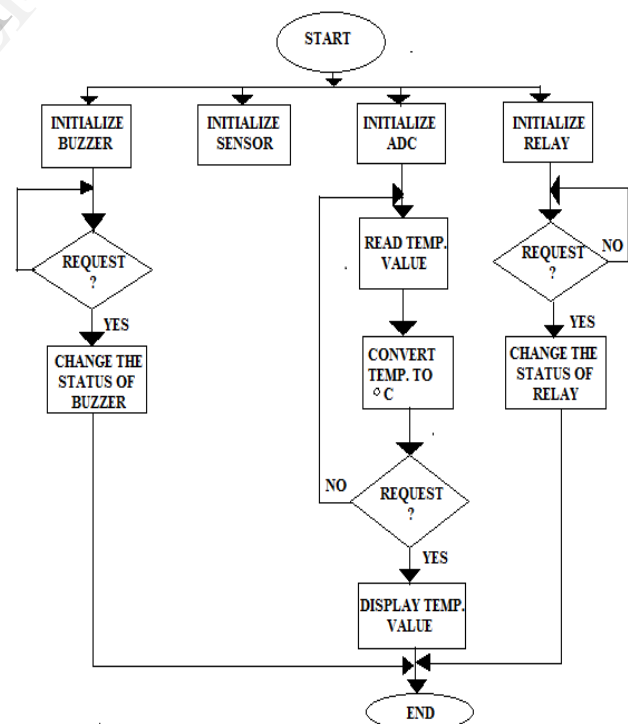 START
INITIALIZE
BUZZER
INITIALIZE
SENSOR
INITIALIZE
ADC
INITIALIZE
RELAY
REQUEST
?
YES
CHANGE THE
STATUS OF
BUZZER
READ TEMP.
VALUE
CONVERT
TEMP. TO
°C
REQUEST
?
NO
YES
DISPLAY TEMP.
VALUE
REQUEST
?
NO
YES
CHANGE THE
STATUS OF
RELAY
END